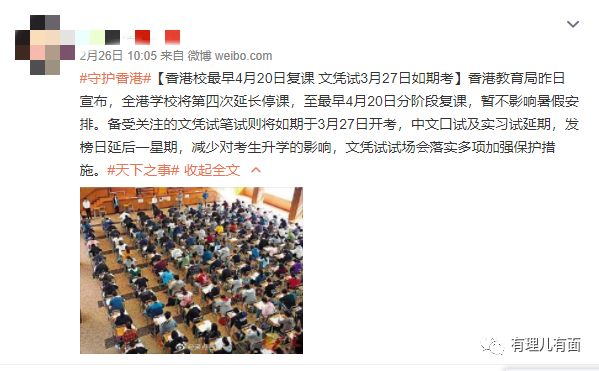 2月26日 10:05 来自 微博 weibo.com
#守护香港#【香港校最早4月20日复课 文凭试3月27日如期考】香港教育局昨日
宣布，全港学校将第四次延长停课，至最早4月20日分阶段复课，暂不影响暑假安
排。备受关注的文凭试笔试则将如期于3月27日开考，中文口试及实习试延期，发
榜日延后一星期，减少对考生升学的影响，文凭试试场会落实多项加强保护措
施。#天下之事# 收起全文
有理儿有面